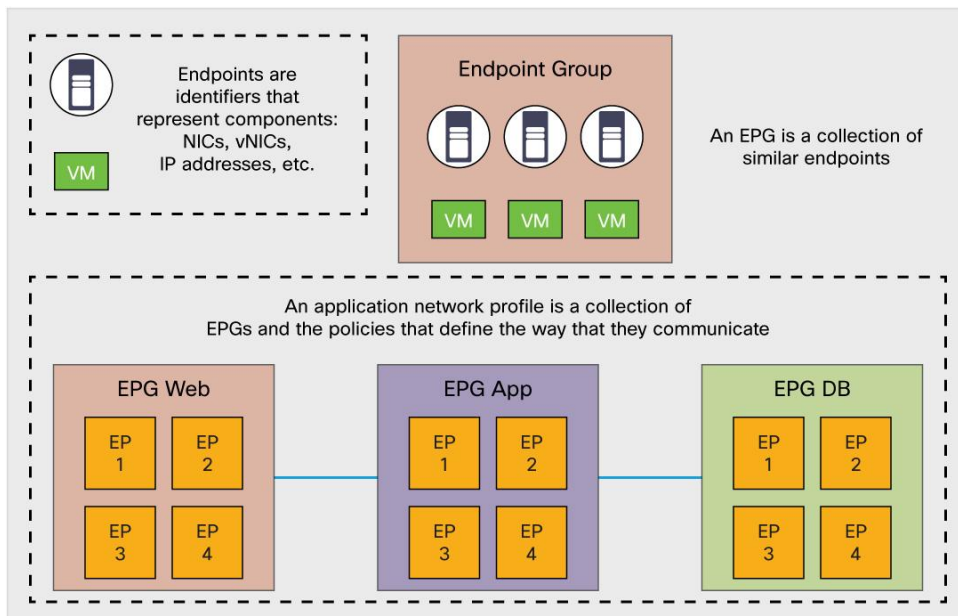 Endpoints are
identifiers that
represent components:
NICs, vNICs,
IP addresses, etc.
VM
Endpoint Group
VM VM VM
An EPG is a collection of
similar endpoints
An application network profile is a collection of
EPGs and the policies that define the way that they communicate
EPG Web
EP
1
EP
2
EP
3
EP
4
EPG App
EP
1
EP
2
EP
3
EP
4
EPG DB
EP
1
EP
2
EP
3
EP
4